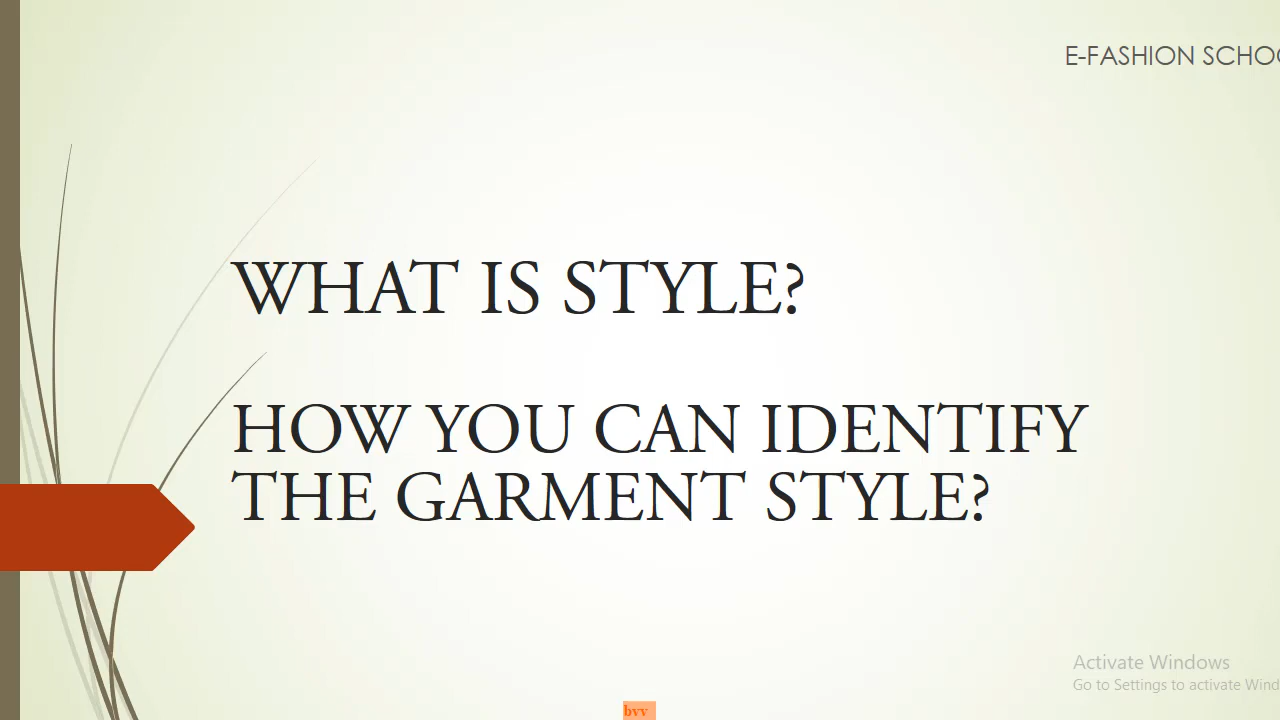 E-FASHION SCHOO
WHAT IS STYLE?
HOW YOU CAN IDENTIFY
THE GARMENT STYLE?
Activate Windows
Go to Settings to activate Wind
bvv